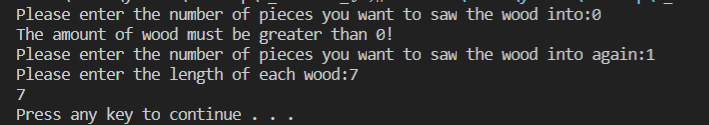 Please enter the number of pieces you want to saw the wood into:0
The amount of wood must be greater than 0!
Please enter the number of pieces you want to saw the wood into again:1
Please enter the length of each wood:7
7
Press any key to continue . . .